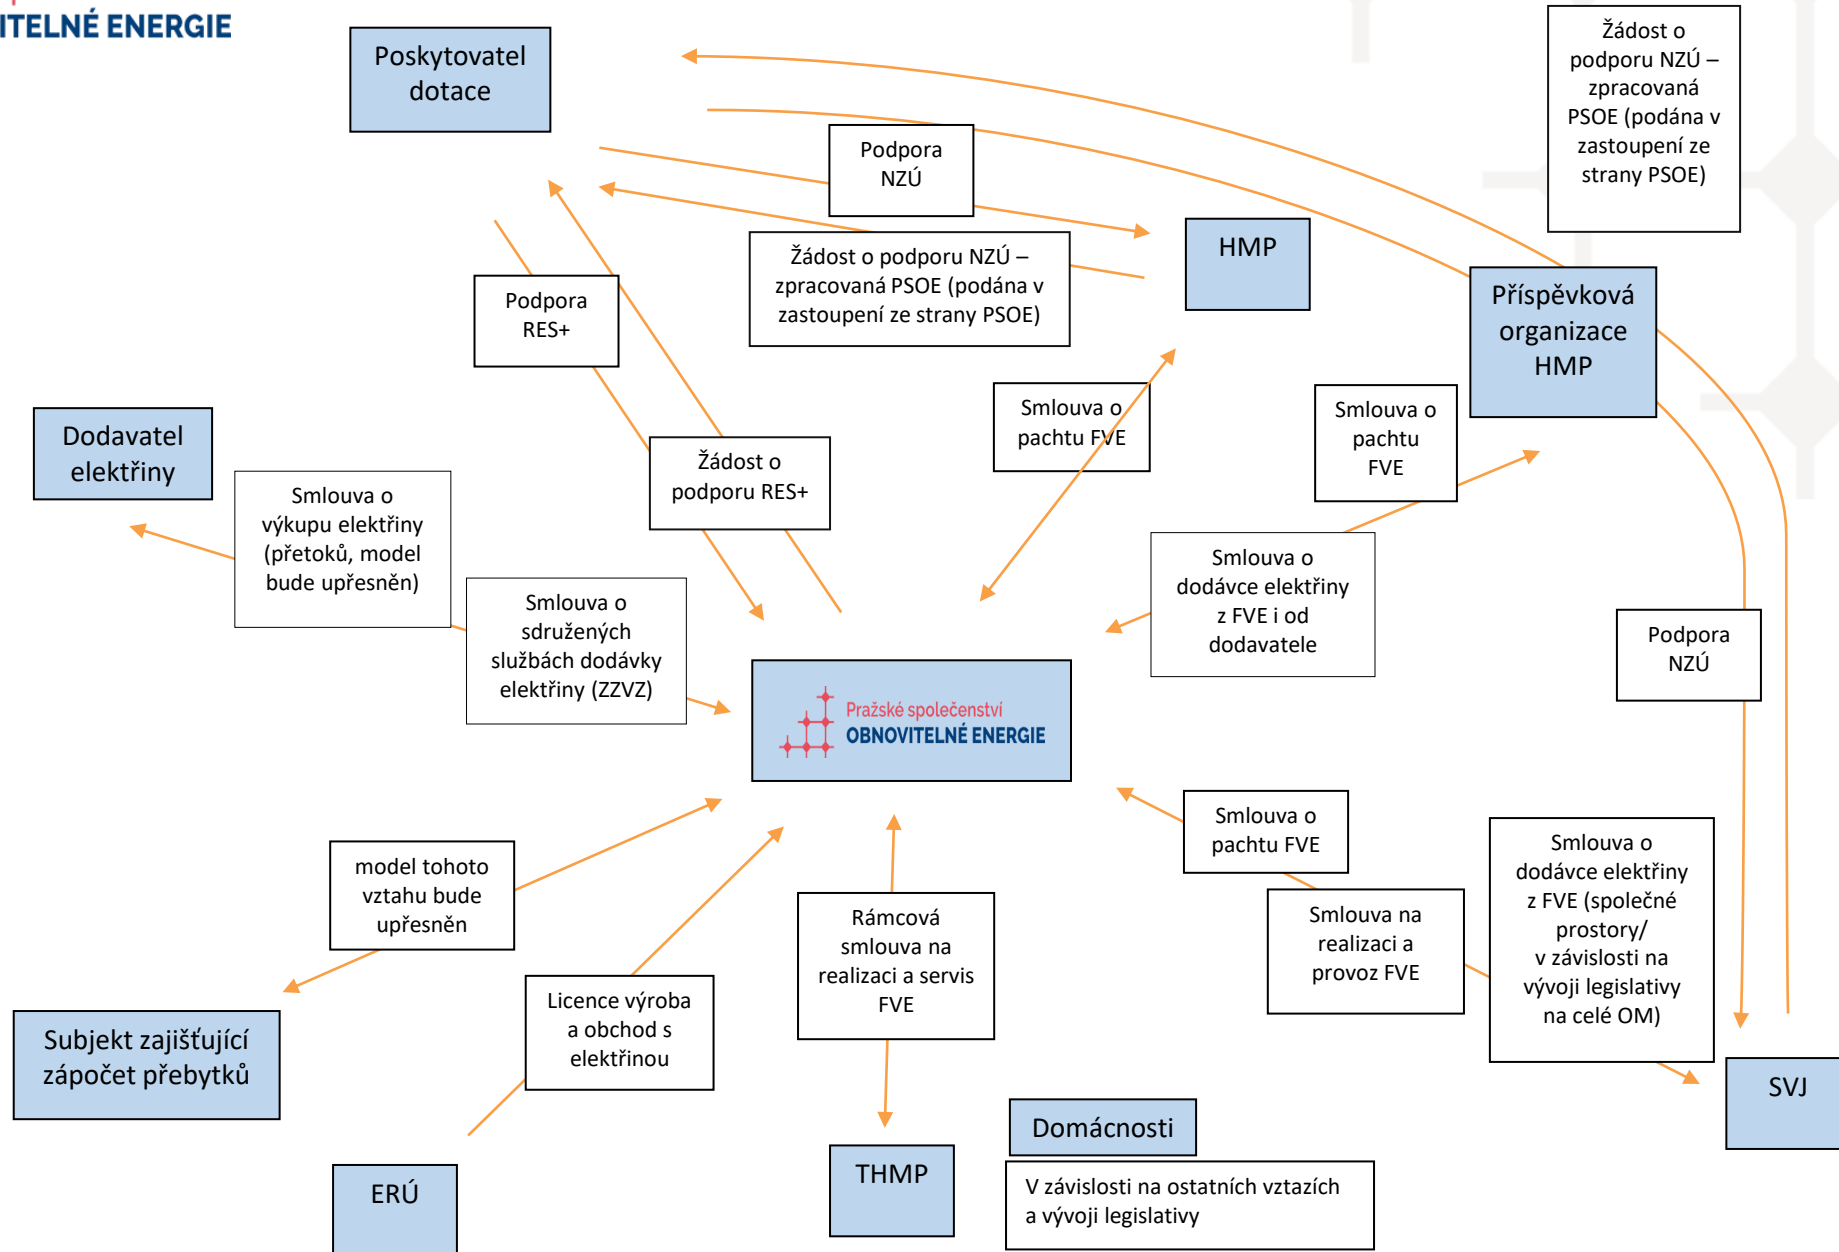 ITELNÉ ENERGIE
Poskytovatel
dotace
Žádost o
podporu NZÚ –
zpracovaná
PSOE (podána v
zastoupení ze
strany PSOE)
Podpora
NZÚ
HMP
Žádost o podporu NZÚ –
zpracovaná PSOE (podána v
zastoupení ze strany PSOE)
Podpora
RES+
Příspěvková
organizace
HMP
Dodavatel
elektřiny
Smlouva o
pachtu FVE
Smlouva o
pachtu
FVE
Žádost o
podporu RES+
Smlouva o
výkupu elektřiny
(přetoků, model
bude upřesněn)
Smlouva o
dodávce elektřiny
z FVE i od
dodavatele
Smlouva o
sdružených
službách dodávky
elektřiny (ZZVZ)
Podpora
NZÚ
Pražské společenství
OBNOVITELNÉ ENERGIE
Smlouva o
pachtu FVE
Smlouva o
dodávce elektřiny
z FVE (společné
prostory/
v závislosti na
vývoji legislativy
na celé OM)
model tohoto
vztahu bude
upřesněn
Rámcová
smlouva na
realizaci a servis
FVE
Smlouva na
realizaci a
provoz FVE
Licence výroba
a obchod s
elektřinou
Subjekt zajišťující
zápočet přebytků
SVJ
Domácnosti
THMP
ERÚ
V závislosti na ostatních vztazích
a vývoji legislativy